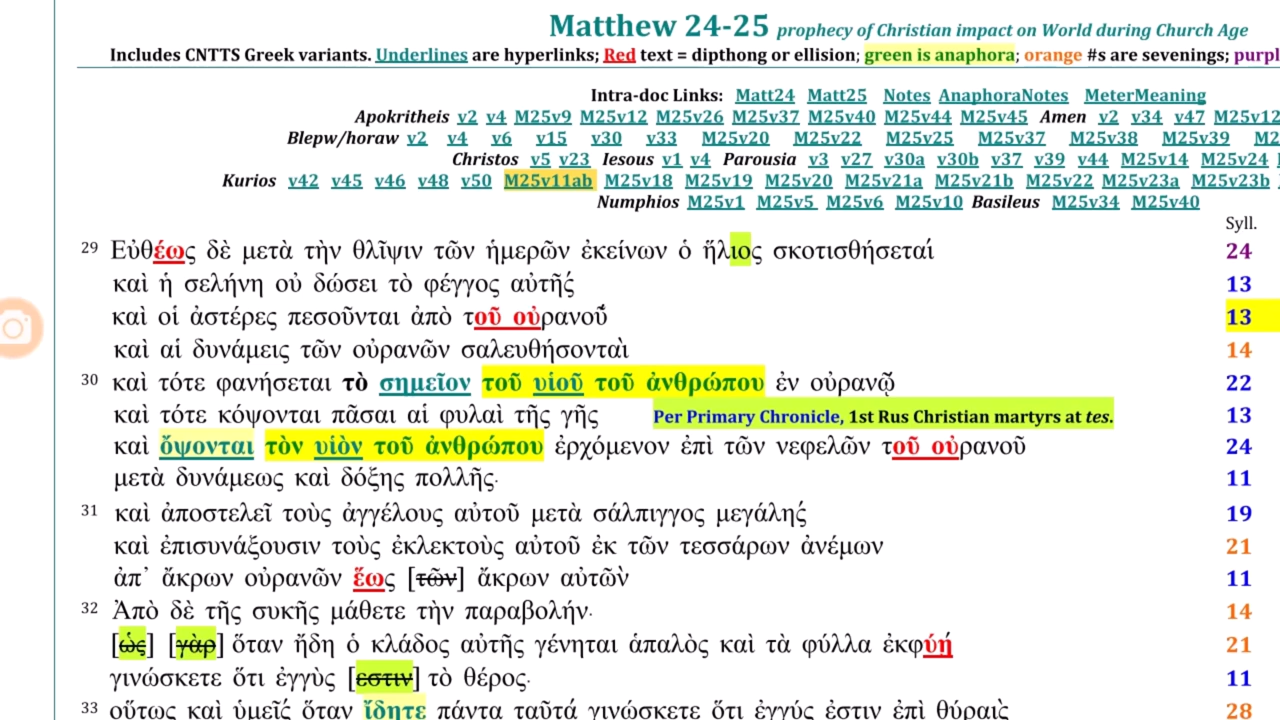 Matthew 24-25 prophecy of Christian impact on World during Church Age
Includes CNTTS Greek variants. Underlines are hyperlinks; Red text = dipthong or ellision; green is anaphora; orange #s are sevenings; purpl
Intra-doc Links: Matt24 Matt25 Notes AnaphoraNotes MeterMeaning
Apokritheis v2 v4 M25v9 M25v12 M25v26 M25v37 M25v40 M25v44 M25v45 Amen v2 v34 v47 M25v12
Blepw/horaw v2 v4 v6 v15 v30 v33 M25v20 M25v22 M25v25 M25v37 M25v38 M25v39 M2
Christos v5 v23 Iesous v1 v4 Parousia v3 v27 v30a v30b v37 v39 v44 M25v14 M25v24
Kurios v42 v45 v46 v48 v50 M25v11ab M25v18 M25v19 M25v20 M25v21a M25v21b M25v22 M25v23a M25v23b
Numphios M25v1 M25v5 M25v6 M25v10 Basileus M25v34 M25v40
Syll.
29 Εὐθέως δὲ μετὰ τὴν θλῖψιν τῶν ἡμερῶν ἐκείνων ὁ ἥλιος σκοτισθήσεταί 24
καὶ ἡ σελήνη οὐ δώσει τὸ φέγγος αὐτῆς́ 13
καὶ οἱ ἀστέρες πεσοῦνται ἀπὸ τοῦ οὐρανοῦ́ 13
καὶ αἱ δυνάμεις τῶν οὐρανῶν σαλευθήσονταὶ 14
30 καὶ τότε φανήσεται τὸ σημεῖον τοῦ υἱοῦ τοῦ ἀνθρώπου ἐν οὐρανῷ 22
καὶ τότε κόψονται πᾶσαι αἱ φυλαὶ τῆς γῆς Per Primary Chronicle, 1st Rus Christian martyrs at tes. 13
καὶ ὄψονται τὸν υἱὸν τοῦ ἀνθρώπου ἐρχόμενον ἐπὶ τῶν νεφελῶν τοῦ οὐρανοῦ 24
μετὰ δυνάμεως καὶ δόξης πολλῆς· 11
31 καὶ ἀποστελεῖ τοὺς ἀγγέλους αὐτοῦ μετὰ σάλπιγγος μεγάλης́ 19
καὶ ἐπισυνάξουσιν τοὺς ἐκλεκτοὺς αὐτοῦ ἐκ τῶν τεσσάρων ἀνέμων 21
ἀπ᾽ ἄκρων οὐρανῶν ἕως [τῶν] ἄκρων αὐτῶν̀ 11
32 Ἀπὸ δὲ τῆς συκῆς μάθετε τὴν παραβολήν· 14
[ὡς] [γὰρ] ὅταν ἤδη ὁ κλάδος αὐτῆς γένηται ἁπαλὸς καὶ τὰ φύλλα ἐκφύῄ 21
γινώσκετε ὅτι ἐγγὺς [εστιν] τὸ θέρος· 11
33 οὕτως καὶ ὑμεῖς́ ὅταν ἴδητε πάντα ταῦτά γινώσκετε ὅτι ἐγγύς ἐστιν ἐπὶ θύραις̀ 28